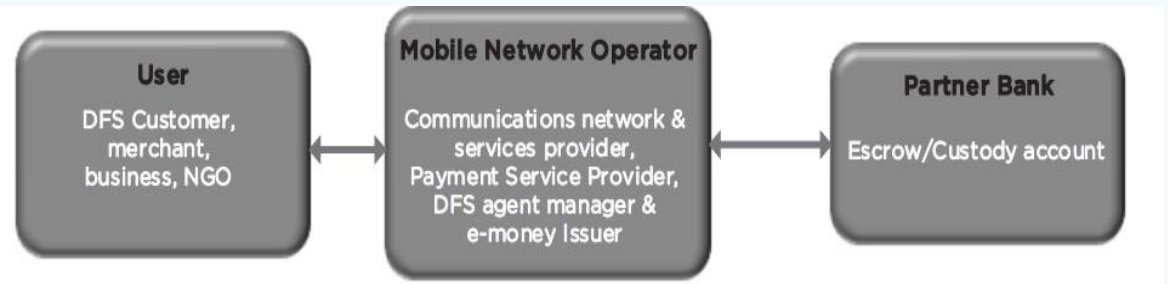 User
DFS Customer,
merchant,
business, NGO
Mobile Network Operator
Communications network &
services provider,
Payment Service Provider,
DFS agent manager &
e-money Issuer
Partner Bank
Escrow/Custody account